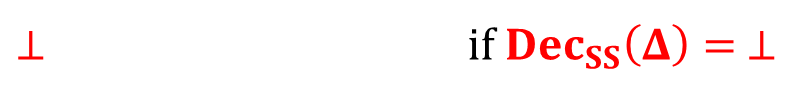 ⊥ if Dec_SS(Δ) = ⊥